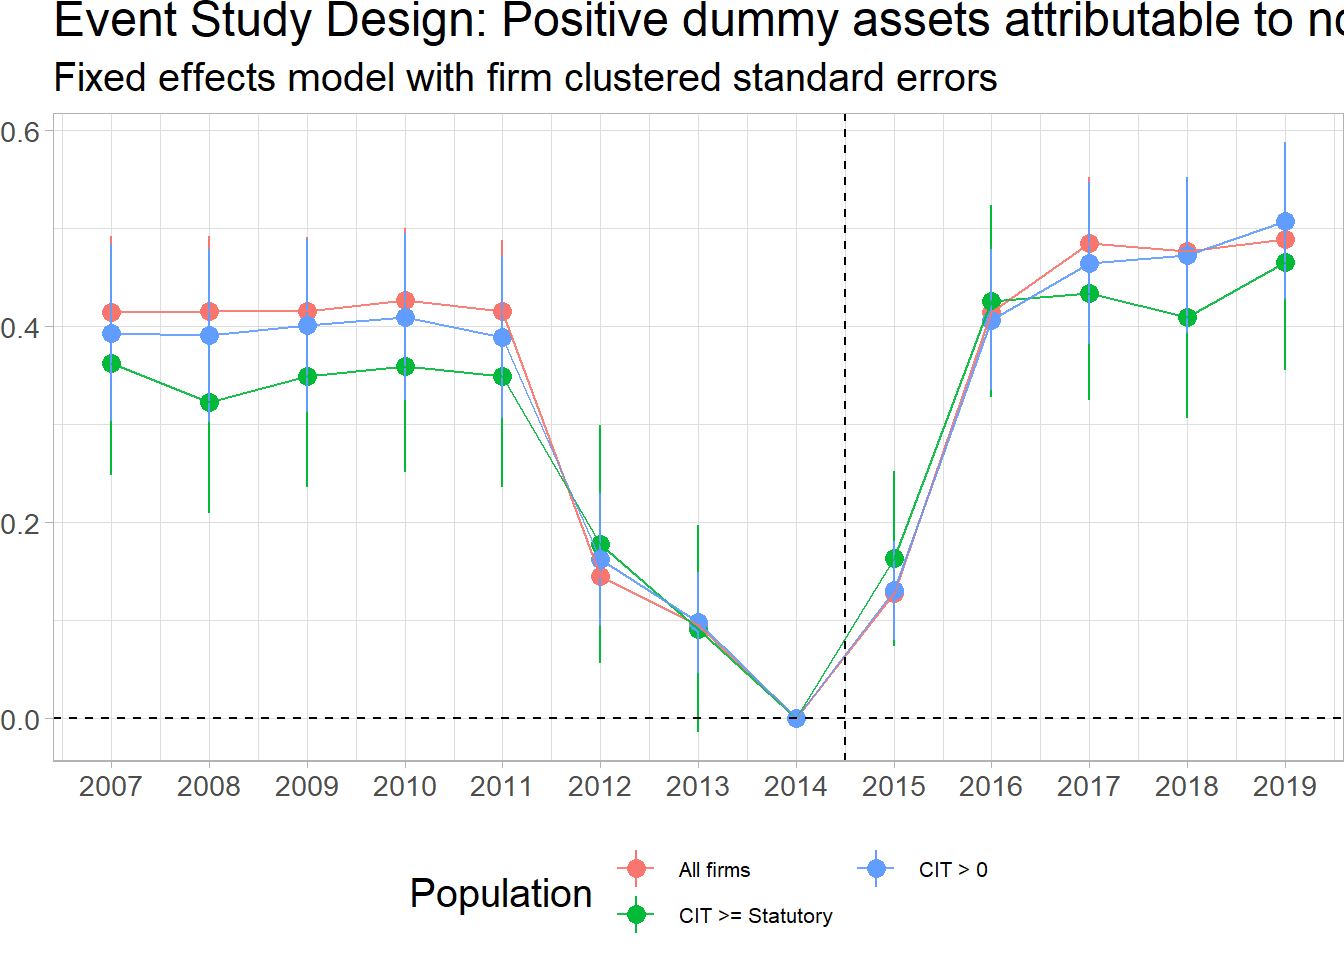 Event Study Design: Positive dummy assets attributable to
Fixed effects model with firm clustered standard errors
0.6
0.4
0.2
0.0
2007 2008 2009 2010 2011 2012 2013 2014 2015 2016 2017 2018 2019
Population
All firms
CIT > 0
CIT >= Statutory